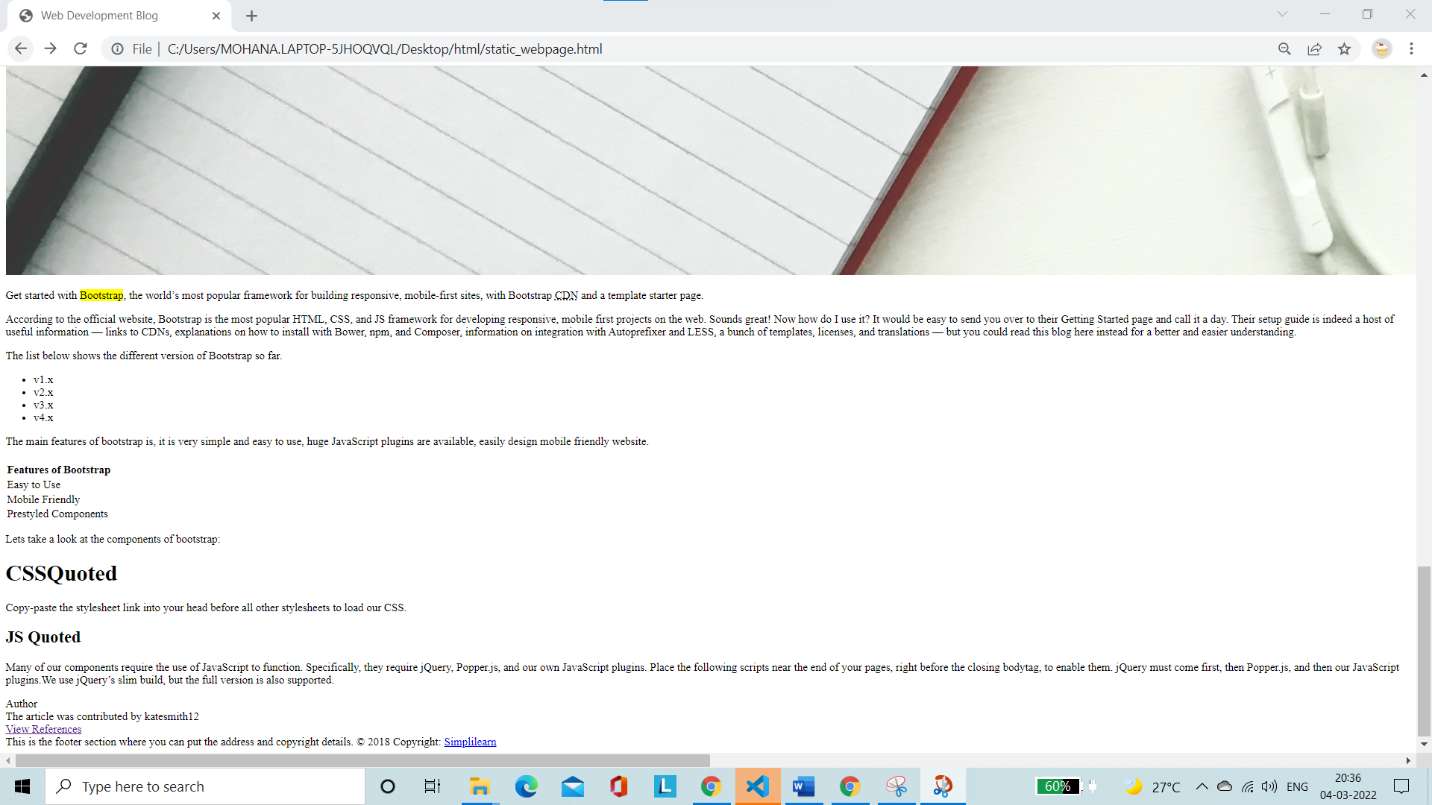 Web Development Blog
File | C:/Users/MOHANA.LAPTOP-5JHOQVQL/Desktop/html/static_webpage.html
Get started with Bootstrap, the world’s most popular framework for building responsive, mobile-first sites, with Bootstrap CDN and a template starter page.
According to the official website, Bootstrap is the most popular HTML, CSS, and JS framework for developing responsive, mobile first projects on the web. Sounds great! Now how do I use it? It would be easy to send you over to their Getting Started page and call it a day. Their setup guide is indeed a host of
useful information — links to CDNs, explanations on how to install with Bower, npm, and Composer, information on integration with Autoprefixer and LESS, a bunch of templates, licenses, and translations — but you could read this blog here instead for a better and easier understanding.
The list below shows the different version of Bootstrap so far.
• v1.x
• v2.x
• v3.x
• v4.x
The main features of bootstrap is, it is very simple and easy to use, huge JavaScript plugins are available, easily design mobile friendly website.
Features of Bootstrap
Easy to Use
Mobile Friendly
Prestyled Components
Lets take a look at the components of bootstrap:
CSSQuoted
Copy-paste the stylesheet link into your head before all other stylesheets to load our CSS.
JS Quoted
Many of our components require the use of JavaScript to function. Specifically, they require jQuery, Popper.js, and our own JavaScript plugins. Place the following scripts near the end of your pages, right before the closing bodytag, to enable them. jQuery must come first, then Popper.js, and then our JavaScript
plugins.We use jQuery’s slim build, but the full version is also supported.
Author
The article was contributed by katesmith12
View References
This is the footer section where you can put the address and copyright details. © 2018 Copyright: Simplilearn
Type here to search
L
W
60%
27°C
ENG
20:36
04-03-2022